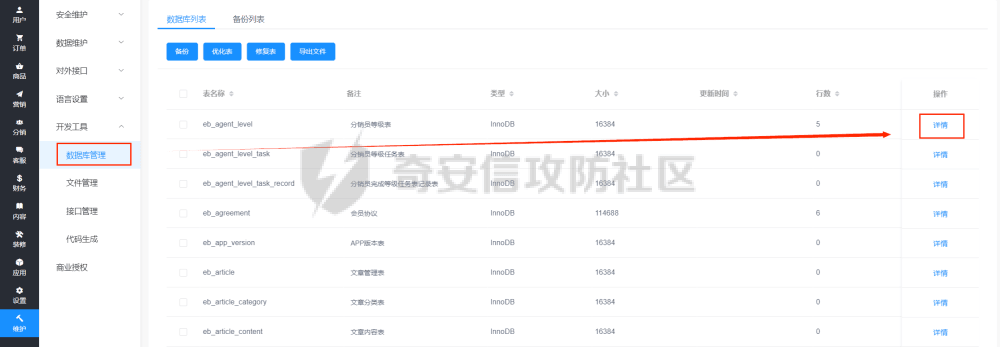 用户
订单
商品
营销
分销
客服
财务
内容
装修
应用
设置
维护
安全维护
数据维护
对外接口
语言设置
开发工具
数据库管理
文件管理
接口管理
代码生成
商业授权
数据库列表 备份列表
备份 优化表 修复表 导出文件
表名称 备注 类型 大小 更新时间 行数 操作
eb_agent_level 分销员等级表 InnoDB 16384 5 详情
eb_agent_level_task 分销员等级任务表 InnoDB 16384 0 详情
eb_agent_level_task_record 分销员完成等级任务表记录表 InnoDB 16384 0 详情
eb_agreement 会员协议 InnoDB 114688 6 详情
eb_app_version APP版本表 InnoDB 16384 0 详情
eb_article 文章管理表 InnoDB 16384 0 详情
eb_article_category 文章分类表 InnoDB 16384 0 详情
eb_article_content 文章内容表 InnoDB 16384 0 详情
奇安信攻防社区